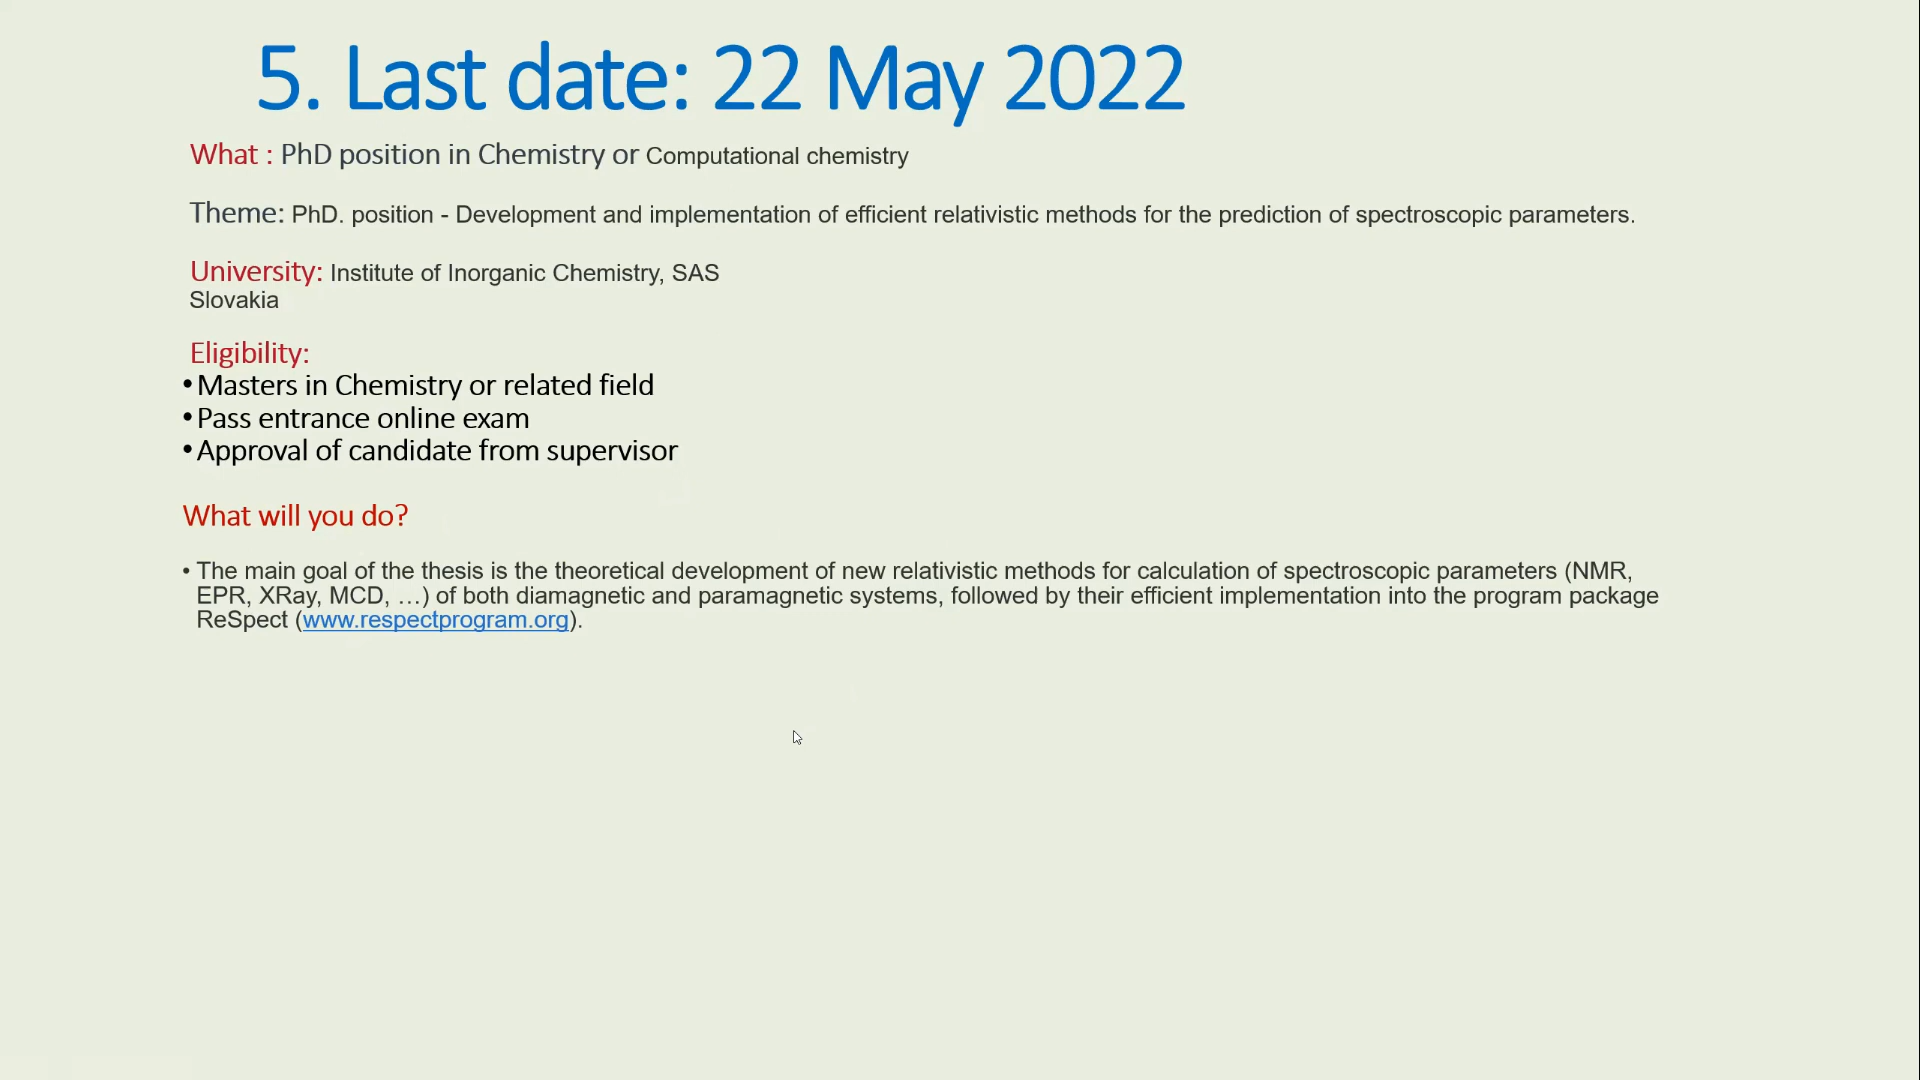 5. Last date: 22 May 2022
What : PhD position in Chemistry or Computational chemistry
Theme: PhD. position - Development and implementation of efficient relativistic methods for the prediction of spectroscopic parameters.
University: Institute of Inorganic Chemistry, SAS
Slovakia
Eligibility:
•Masters in Chemistry or related field
•Pass entrance online exam
•Approval of candidate from supervisor
What will you do?
• The main goal of the thesis is the theoretical development of new relativistic methods for calculation of spectroscopic parameters (NMR,
EPR, XRay, MCD, …) of both diamagnetic and paramagnetic systems, followed by their efficient implementation into the program package
ReSpect (www.respectprogram.org).